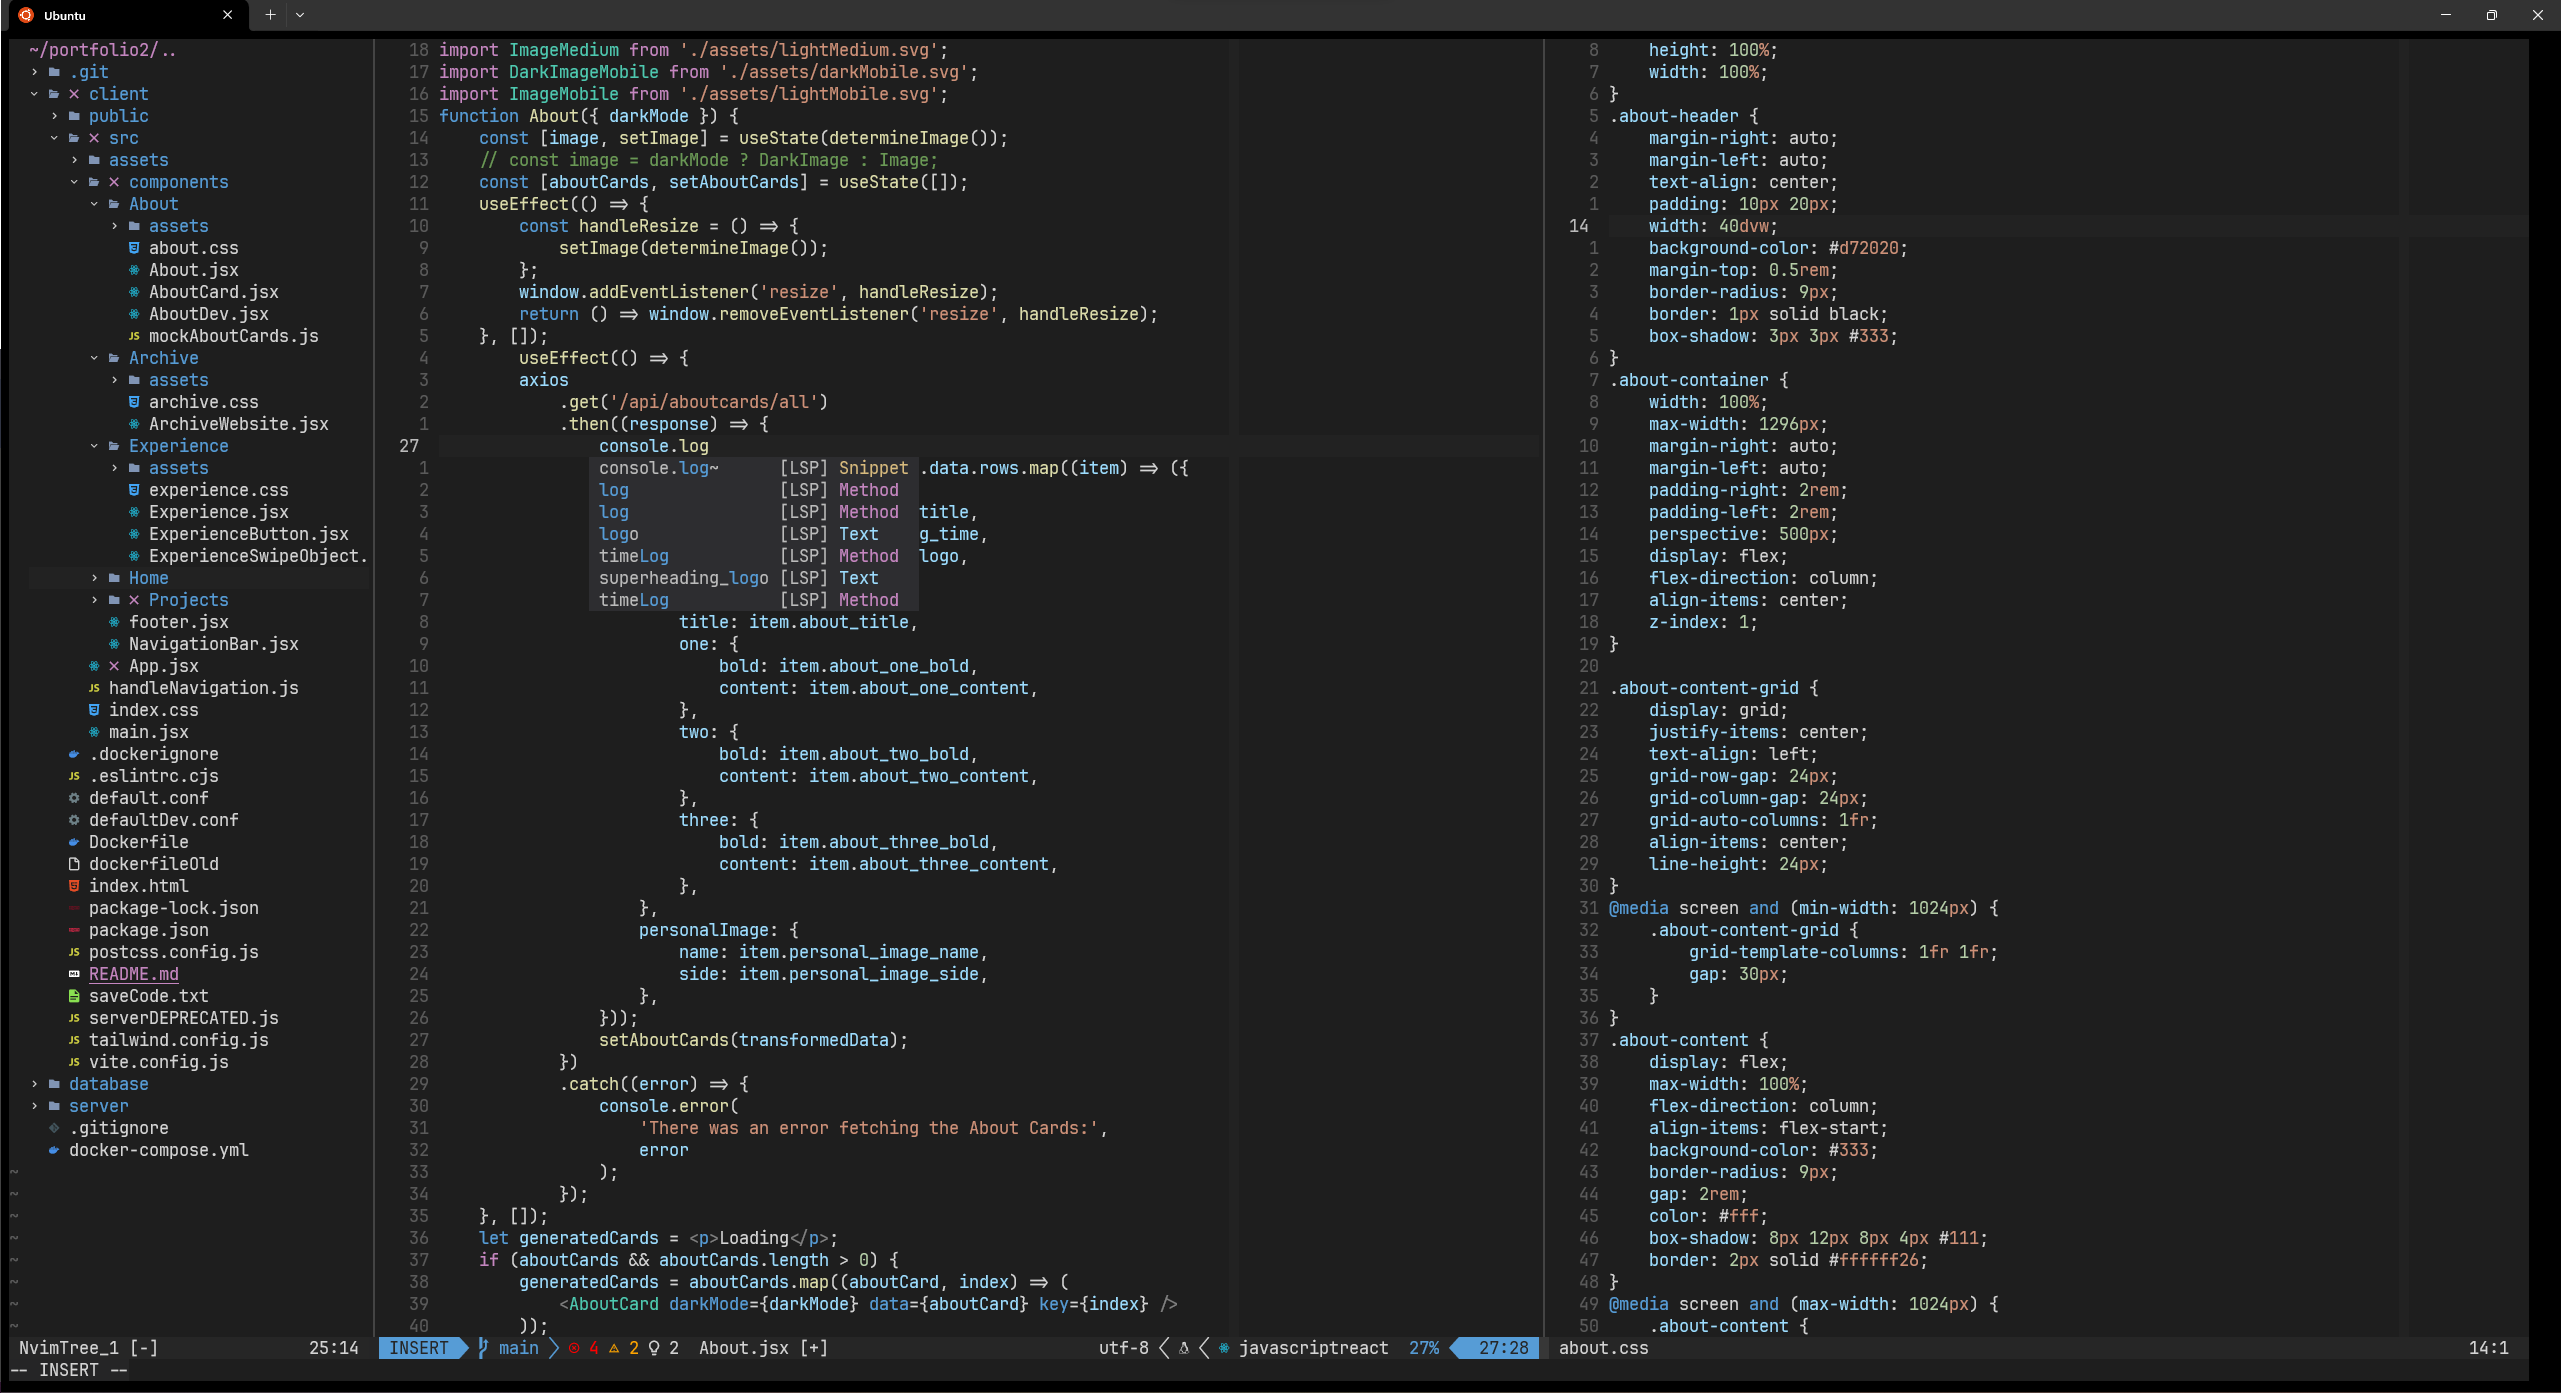 Ubuntu
~/portfolio2/..
.git
client
public
src
assets
components
About
assets
about.css
About.jsx
AboutCard.jsx
AboutDev.jsx
mockAboutCards.js
Archive
assets
archive.css
ArchiveWebsite.jsx
Experience
assets
experience.css
Experience.jsx
ExperienceButton.jsx
ExperienceSwipeObject.
Home
Projects
footer.jsx
NavigationBar.jsx
App.jsx
handleNavigation.js
index.css
main.jsx
.dockerignore
.eslintrc.cjs
default.conf
defaultDev.conf
Dockerfile
dockerfileOld
index.html
package-lock.json
package.json
postcss.config.js
README.md
saveCode.txt
serverDEPRECATED.js
tailwind.config.js
vite.config.js
database
server
.gitignore
docker-compose.yml
18 import ImageMedium from './assets/lightMedium.svg';
17 import DarkImageMobile from './assets/darkMobile.svg';
16 import ImageMobile from './assets/lightMobile.svg';
15 function About({ darkMode }) {
14 const [image, setImage] = useState(determineImage());
13 // const image = darkMode ? DarkImage : Image;
12 const [aboutCards, setAboutCards] = useState([]);
11 useEffect(() => {
10 const handleResize = () => {
9 setImage(determineImage());
8 };
7 window.addEventListener('resize', handleResize);
6 return () => window.removeEventListener('resize', handleResize);
5 }, []);
4 useEffect(() => {
3 axios
2 .get('/api/aboutcards/all')
1 .then((response) => {
27 console.log
1 console.log~ [LSP] Snippet .data.rows.map((item) => ({
2 log [LSP] Method
3 log [LSP] Method title,
4 logo [LSP] Text g_time,
5 timeLog [LSP] Method logo,
6 superheading_logo [LSP] Text
7 timeLog [LSP] Method
8 title: item.about_title,
9 one: {
10 bold: item.about_one_bold,
11 content: item.about_one_content,
12 },
13 two: {
14 bold: item.about_two_bold,
15 content: item.about_two_content,
16 },
17 three: {
18 bold: item.about_three_bold,
19 content: item.about_three_content,
20 },
21 },
22 personalImage: {
23 name: item.personal_image_name,
24 side: item.personal_image_side,
25 },
26 }));
27 setAboutCards(transformedData);
28 })
29 .catch((error) => {
30 console.error(
31 'There was an error fetching the About Cards:',
32 error
33 );
34 });
35 }, []);
36 let generatedCards = <p>Loading</p>;
37 if (aboutCards && aboutCards.length > 0) {
38 generatedCards = aboutCards.map((aboutCard, index) => (
39 <AboutCard darkMode={darkMode} data={aboutCard} key={index} />
40 ));
8 height: 100%;
7 width: 100%;
6 }
5 .about-header {
4 margin-right: auto;
3 margin-left: auto;
2 text-align: center;
1 padding: 10px 20px;
14 width: 40dvw;
1 background-color: #d72020;
2 margin-top: 0.5rem;
3 border-radius: 9px;
4 border: 1px solid black;
5 box-shadow: 3px 3px #333;
6 }
7 .about-container {
8 width: 100%;
9 max-width: 1296px;
10 margin-right: auto;
11 margin-left: auto;
12 padding-right: 2rem;
13 padding-left: 2rem;
14 perspective: 500px;
15 display: flex;
16 flex-direction: column;
17 align-items: center;
18 z-index: 1;
19 }
20
21 .about-content-grid {
22 display: grid;
23 justify-items: center;
24 text-align: left;
25 grid-row-gap: 24px;
26 grid-column-gap: 24px;
27 grid-auto-columns: 1fr;
28 align-items: center;
29 line-height: 24px;
30 }
31 @media screen and (min-width: 1024px) {
32 .about-content-grid {
33 grid-template-columns: 1fr 1fr;
34 gap: 30px;
35 }
36 }
37 .about-content {
38 display: flex;
39 max-width: 100%;
40 flex-direction: column;
41 align-items: flex-start;
42 background-color: #333;
43 border-radius: 9px;
44 gap: 2rem;
45 color: #fff;
46 box-shadow: 8px 12px 8px 4px #111;
47 border: 2px solid #ffffff26;
48 }
49 @media screen and (max-width: 1024px) {
50 .about-content {
NvimTree_1 [-] 25:14 INSERT main 4 2 2 About.jsx [+] utf-8 javascriptreact 27% 27:28 about.css 14:1
-- INSERT --